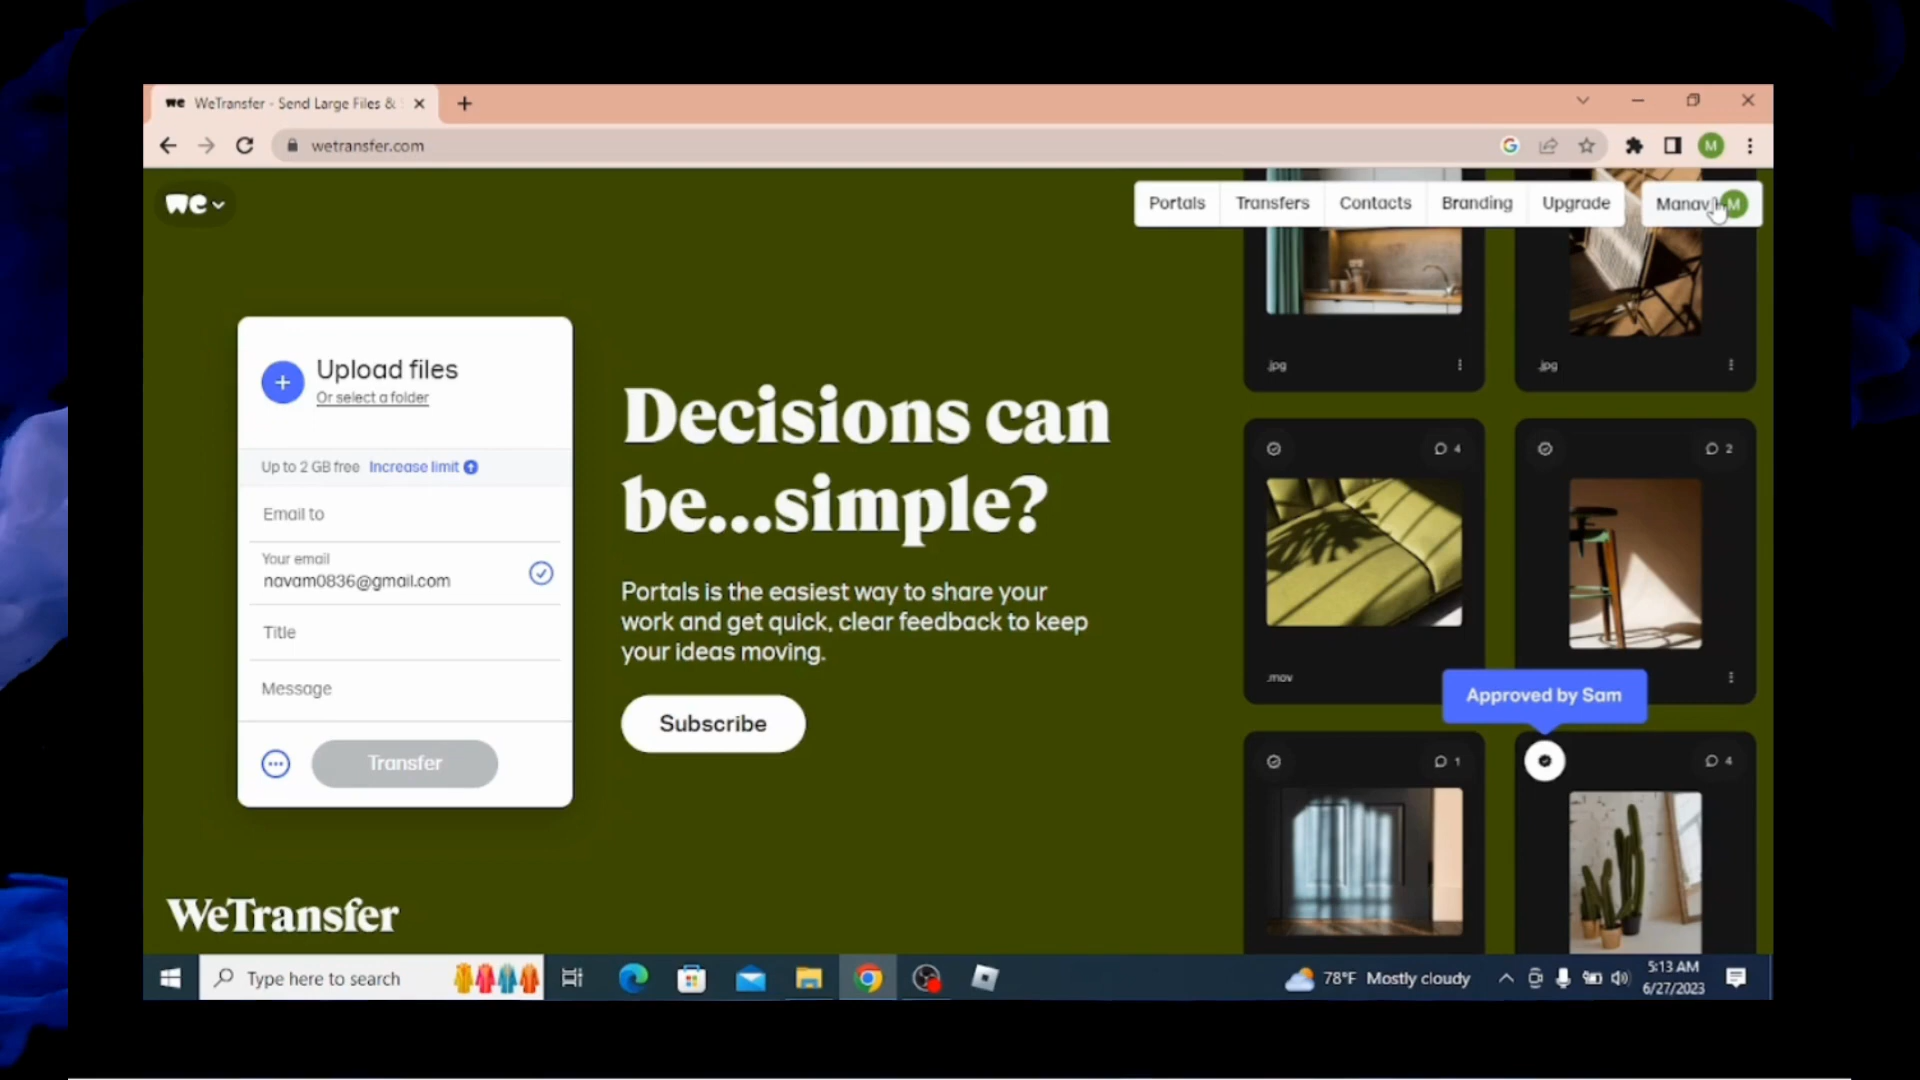 we WeTransfer - Send Large Files &
wetransfer.com
G
M
we
Portals
Transfers
Contacts
Branding
Upgrade
M
.jpg
.jpg
Upload files
Or select a folder
Up to 2 GB free Increase limit
Email to
Your email
navam0836@gmail.com
Title
Message
Transfer
Decisions can
be...simple?
Portals is the easiest way to share your
work and get quick, clear feedback to keep
your ideas moving.
Subscribe
4
2
.mov
Approved by Sam
1
4
WeTransfer
Type here to search
78°F Mostly cloudy
5:13 AM
6/27/2023